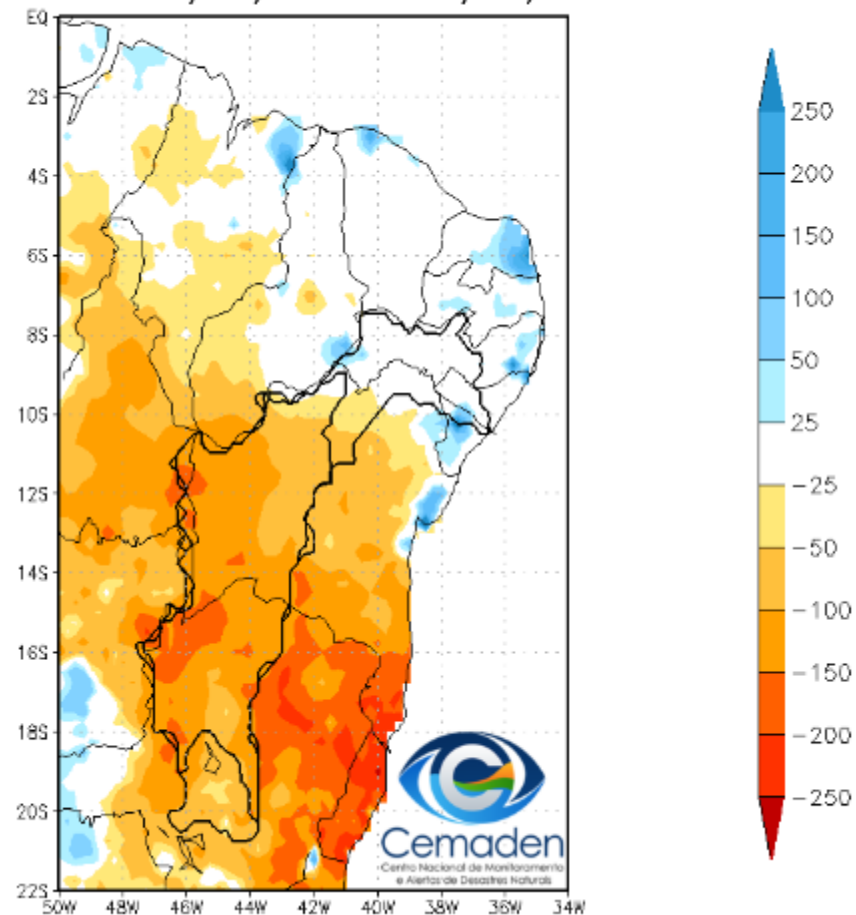 EQ
2S
4S
6S
8S
10S
12S
14S
16S
18S
20S
22S
50W 48W 46W 44W 42W 40W 38W 36W 34W
250
200
150
100
50
25
−25
−50
−100
−150
−200
−250
Cemaden
Centro Nacional de Monitoramento
e Alertas de Desastres Naturais